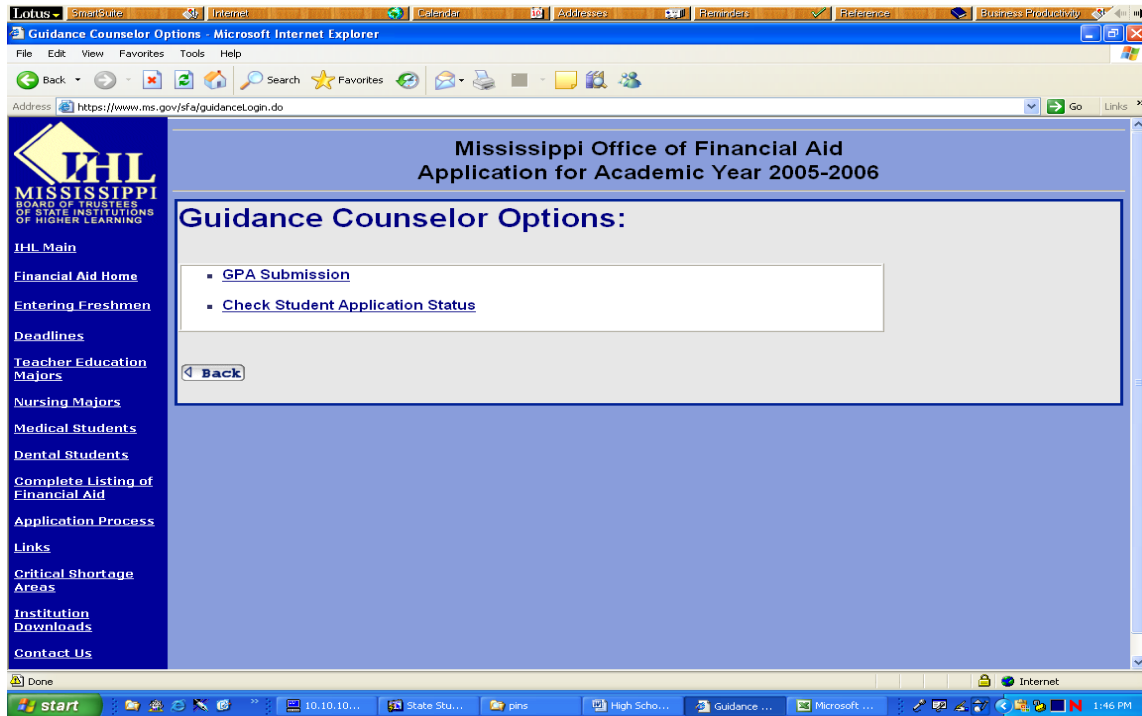 Lotus SmartSuite Internet Calendar 10 Addresses Reminders Reference Business Productivity
Guidance Counselor Options - Microsoft Internet Explorer
File Edit View Favorites Tools Help
Back Search Favorites
Address https://www.ms.gov/sfa/guidanceLogin.do Go Links »
IHL
MISSISSIPPI
BOARD OF TRUSTEES
OF STATE INSTITUTIONS
OF HIGHER LEARNING
IHL Main
Financial Aid Home
Entering Freshmen
Deadlines
Teacher Education
Majors
Nursing Majors
Medical Students
Dental Students
Complete Listing of
Financial Aid
Application Process
Links
Critical Shortage
Areas
Institution
Downloads
Contact Us
Mississippi Office of Financial Aid
Application for Academic Year 2005-2006
Guidance Counselor Options:
GPA Submission
Check Student Application Status
Back
Done Internet
start 10.10.10... State Stu... pins High Scho... Guidance ... Microsoft ... N 1:46 PM